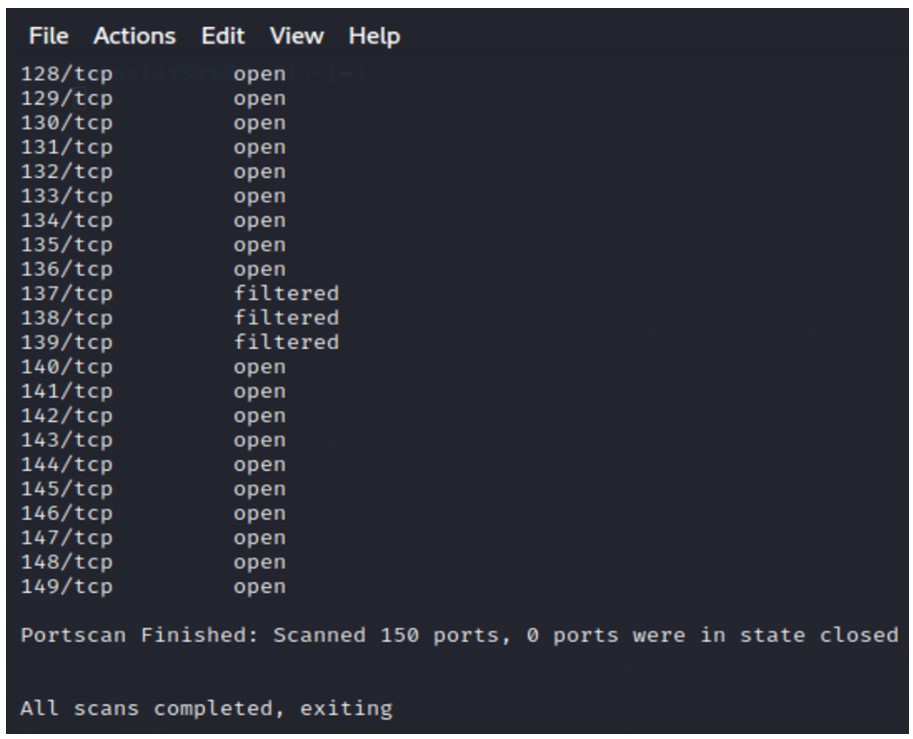 File Actions Edit View Help
128/tcp open
129/tcp open
130/tcp open
131/tcp open
132/tcp open
133/tcp open
134/tcp open
135/tcp open
136/tcp open
137/tcp filtered
138/tcp filtered
139/tcp filtered
140/tcp open
141/tcp open
142/tcp open
143/tcp open
144/tcp open
145/tcp open
146/tcp open
147/tcp open
148/tcp open
149/tcp open
Portscan Finished: Scanned 150 ports, 0 ports were in state closed
All scans completed, exiting